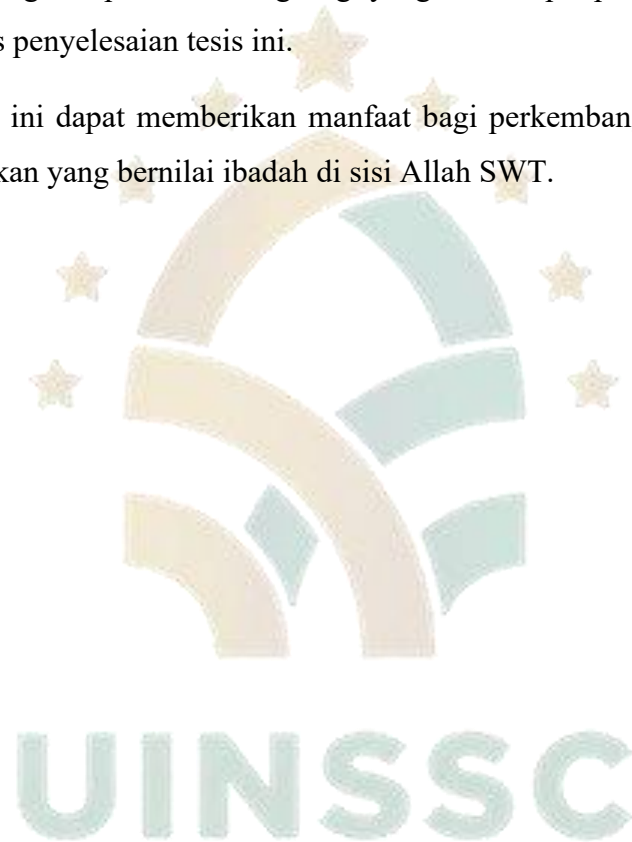 s penyelesaian tesis ini.
ini dapat memberikan manfaat bagi perkemban
kan yang bernilai ibadah di sisi Allah SWT.
UINSSC